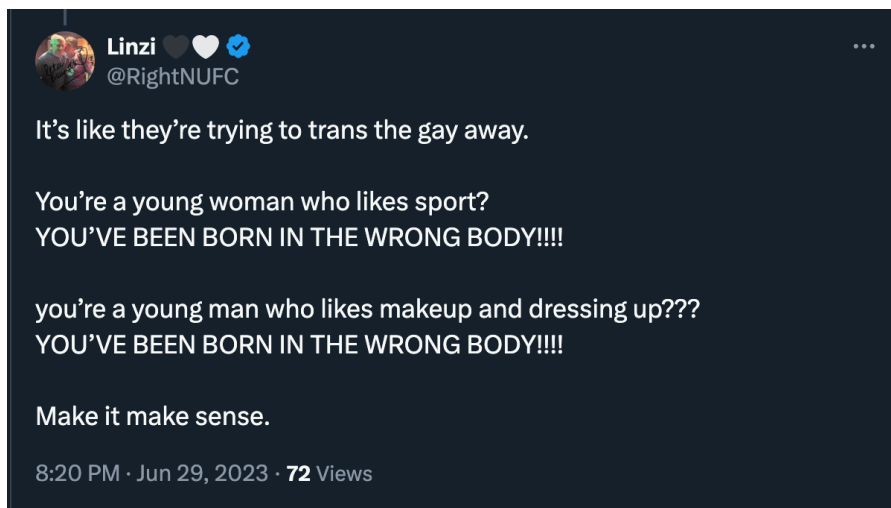 Linzi 🖤🤍
@RightNUFC
It’s like they’re trying to trans the gay away.
You’re a young woman who likes sport?
YOU’VE BEEN BORN IN THE WRONG BODY!!!!
you’re a young man who likes makeup and dressing up???
YOU’VE BEEN BORN IN THE WRONG BODY!!!!
Make it make sense.
8:20 PM · Jun 29, 2023 · 72 Views